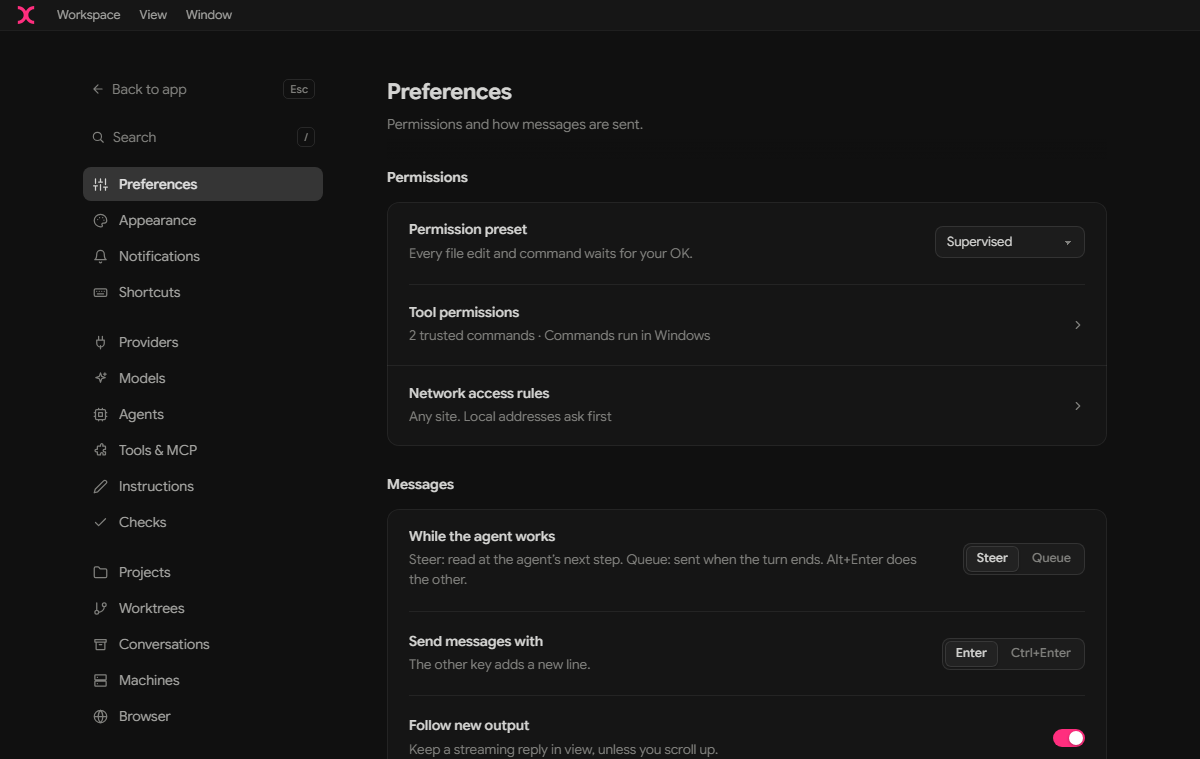 Workspace View Window
Back to app Esc
Search /
Preferences
Appearance
Notifications
Shortcuts
Providers
Models
Agents
Tools & MCP
Instructions
Checks
Projects
Worktrees
Conversations
Machines
Browser
Preferences
Permissions and how messages are sent.
Permissions
Permission preset
Every file edit and command waits for your OK.
Supervised
Tool permissions
2 trusted commands · Commands run in Windows
Network access rules
Any site. Local addresses ask first
Messages
While the agent works
Steer: read at the agent's next step. Queue: sent when the turn ends. Alt+Enter does
the other.
Steer Queue
Send messages with
The other key adds a new line.
Enter Ctrl+Enter
Follow new output
Keep a streaming reply in view, unless you scroll up.